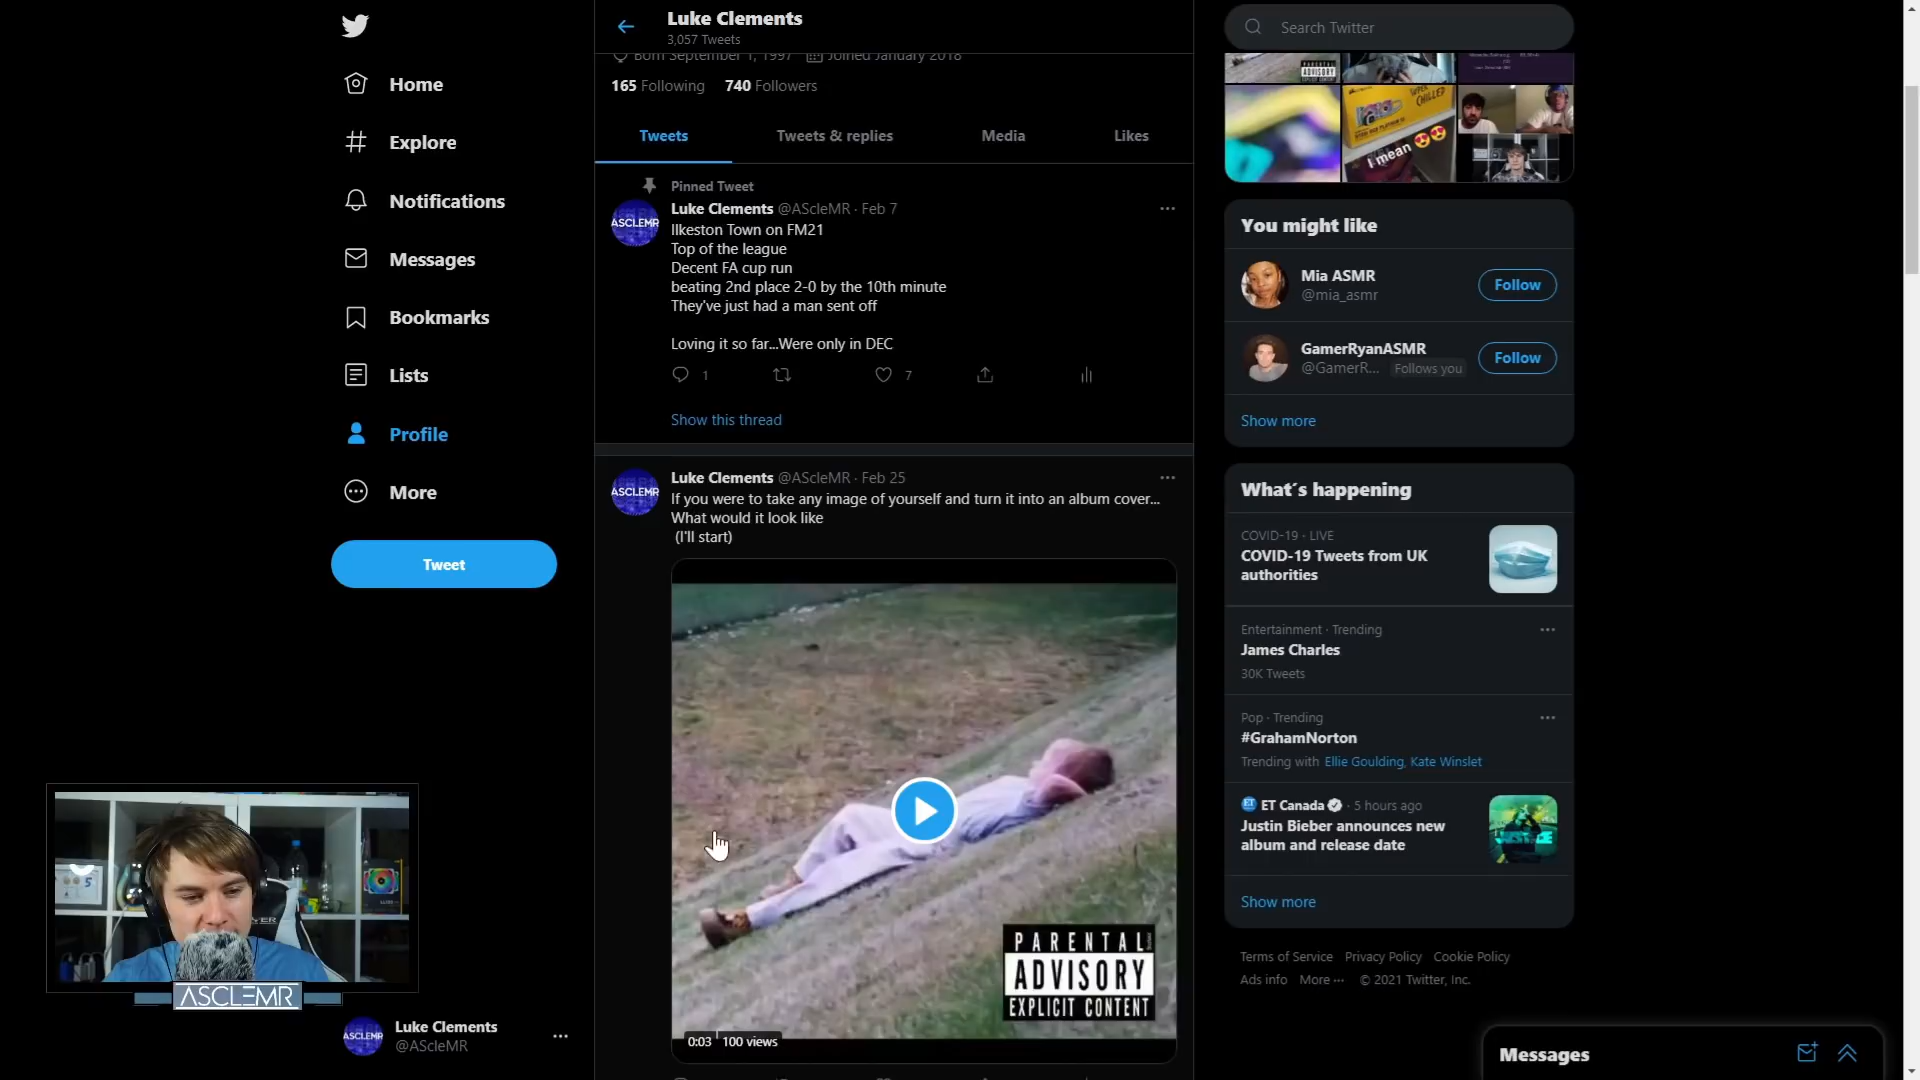 Home
Explore
Notifications
Messages
Bookmarks
Lists
Profile
More
Tweet
ASCLEMR
ASCLEMR
Luke Clements
@AScleMR
Luke Clements
3,057 Tweets
Born September 1, 1997 Joined January 2018
165 Following 740 Followers
Tweets Tweets & replies Media Likes
Pinned Tweet
ASCLEMR
Luke Clements @AScleMR · Feb 7
Ilkeston Town on FM21
Top of the league
Decent FA cup run
beating 2nd place 2-0 by the 10th minute
They've just had a man sent off
Loving it so far...Were only in DEC
1 7
Show this thread
ASCLEMR
Luke Clements @AScleMR · Feb 25
If you were to take any image of yourself and turn it into an album cover...
What would it look like
(I'll start)
PARENTAL
ADVISORY
EXPLICIT CONTENT
0:03 100 views
Search Twitter
PARENTAL
ADVISORY
I mean 😍😍
You might like
Mia ASMR
@mia_asmr
Follow
GamerRyanASMR
@GamerR... Follows you
Follow
Show more
What's happening
COVID-19 · LIVE
COVID-19 Tweets from UK
authorities
Entertainment · Trending
James Charles
30K Tweets
Pop · Trending
#GrahamNorton
Trending with Ellie Goulding, Kate Winslet
ET ET Canada · 5 hours ago
Justin Bieber announces new
album and release date
Show more
Terms of Service Privacy Policy Cookie Policy
Ads info More ··· © 2021 Twitter, Inc.
Messages